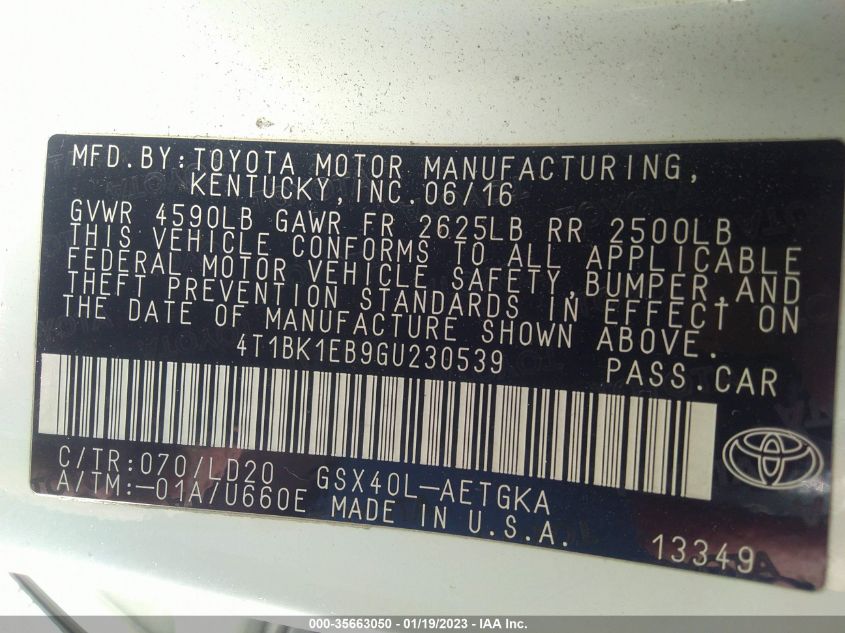 MFD.BY:TOYOTA MOTOR MANUFACTURING,
KENTUCKY,INC.06/16
GVWR 4590LB GAWR FR 2625LB RR 2500LB
THIS VEHICLE CONFORMS TO ALL APPLICABLE
FEDERAL MOTOR VEHICLE SAFETY,BUMPER,AND
THEFT PREVENTION STANDARDS IN EFFECT ON
THE DATE OF MANUFACTURE SHOWN ABOVE.
4T1BK1EB9GU230539 PASS.CAR
C/TR:070/LD20 GSX40L-AETGKA
A/TM:-01A/U660E MADE IN U.S.A.
13349
000-35663050 - 01/19/2023 - IAA Inc.